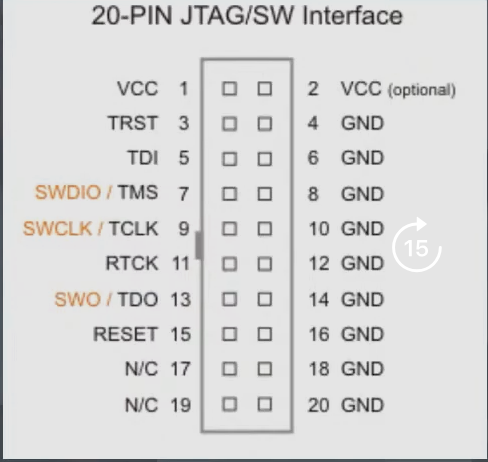 20-PIN JTAG/SW Interface
VCC 1 2 VCC (optional)
TRST 3 4 GND
TDI 5 6 GND
SWDIO / TMS 7 8 GND
SWCLK / TCLK 9 10 GND
15
RTCK 11 12 GND
SWO / TDO 13 14 GND
RESET 15 16 GND
N/C 17 18 GND
N/C 19 20 GND